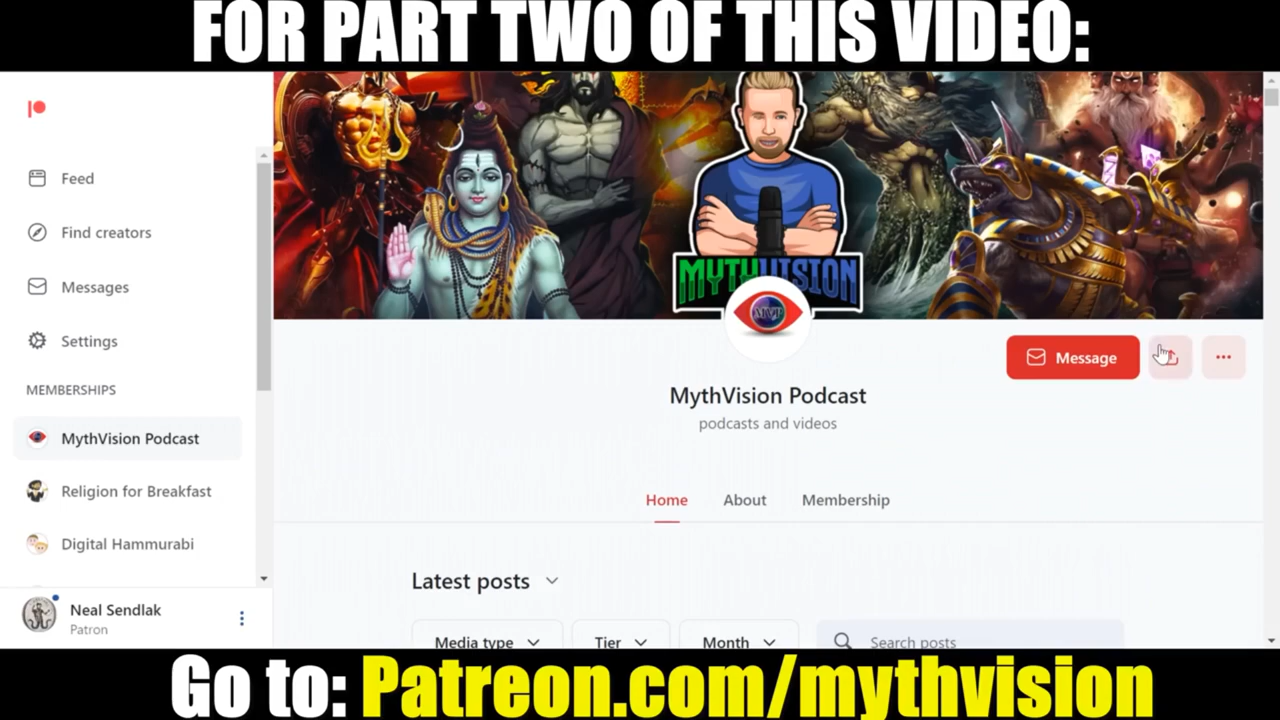 FOR PART TWO OF THIS VIDEO:
Feed
Find creators
Messages
Settings
MEMBERSHIPS
MythVision Podcast
Religion for Breakfast
Digital Hammurabi
Neal Sendlak
Patron
MYTHVISION
MVP
Message
MythVision Podcast
podcasts and videos
Home About Membership
Latest posts
Media type Tier Month Search posts
Go to: Patreon.com/mythvision